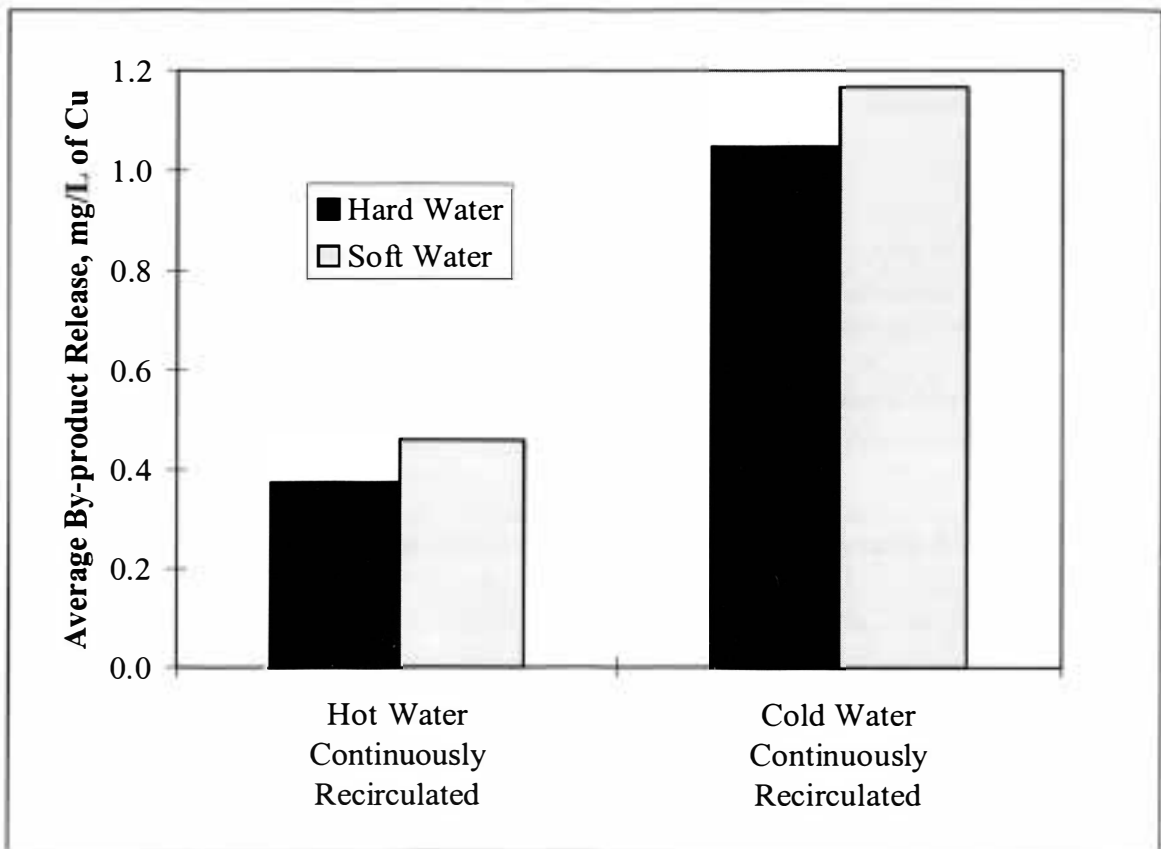 Average By-product Release, mg/L of Cu
1.2
1.0
0.8
0.6
0.4
0.2
0.0
Hard Water
Soft Water
Hot Water
Continuously
Recirculated
Cold Water
Continuously
Recirculated